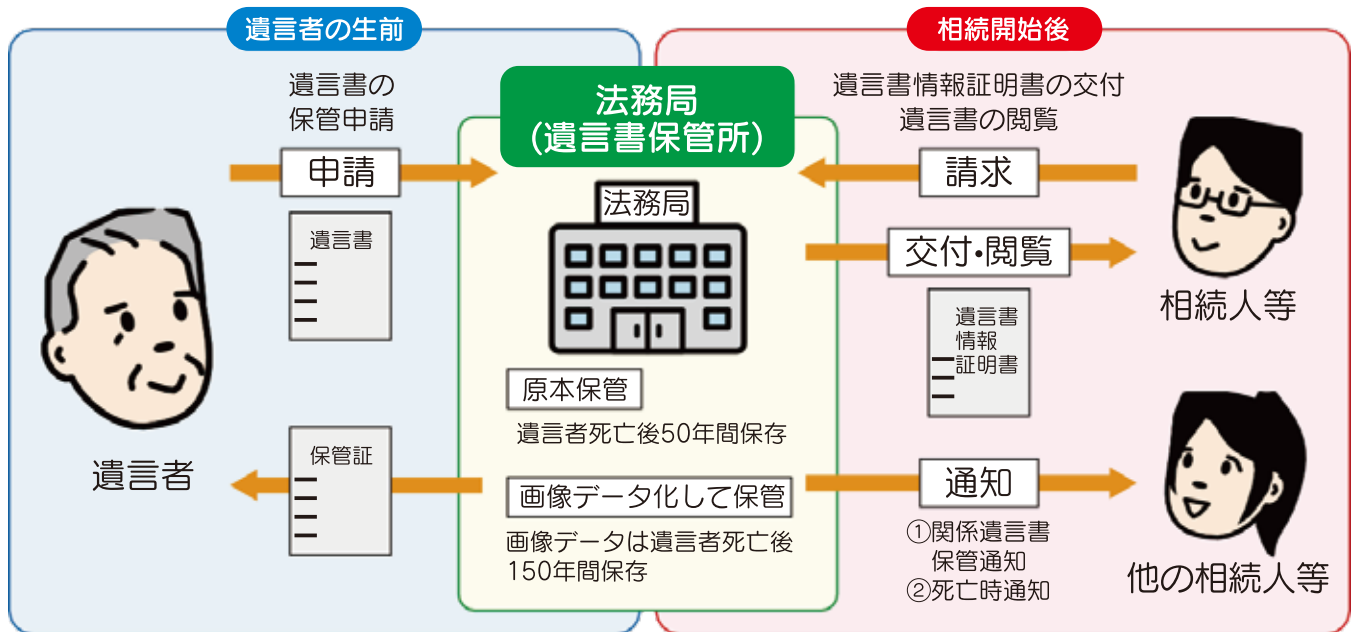 遺言者の生前
遺言書の
保管申請
申請
遺言書
遺言者
保管証
法務局
(遺言書保管所)
法務局
原本保管
遺言者死亡後50年間保存
画像データ化して保管
画像データは遺言者死亡後
150年間保存
相続開始後
遺言書情報証明書の交付
遺言書の閲覧
請求
交付・閲覧
遺言書
情報
証明書
相続人等
通知
①関係遺言書
保管通知
②死亡時通知
他の相続人等